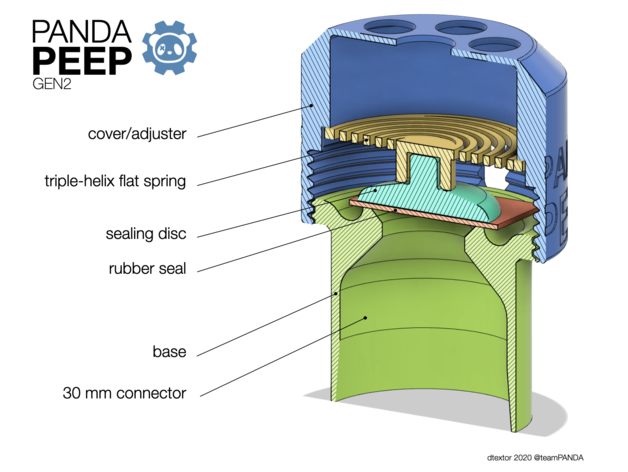 PANDA
PEEP
GEN2
cover/adjuster
triple-helix flat spring
sealing disc
rubber seal
base
30 mm connector
dtextor 2020 @teamPANDA